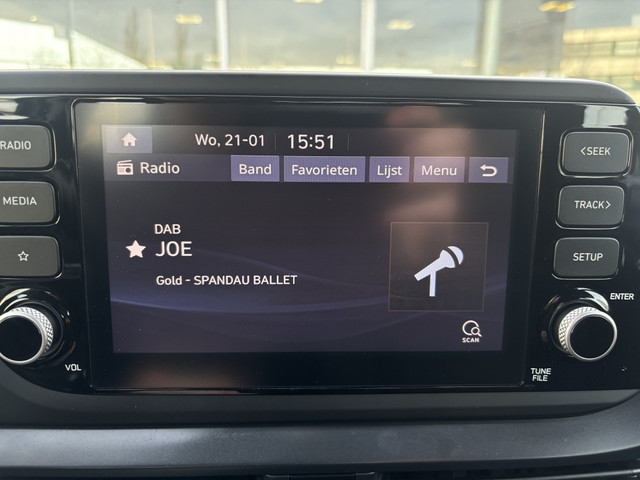 Wo, 21-01 15:51
Radio Band Favorieten Lijst Menu
DAB
JOE
Gold - SPANDAU BALLET
SCAN
RADIO
MEDIA
VOL
<SEEK
TRACK>
SETUP
ENTER
TUNE
FILE